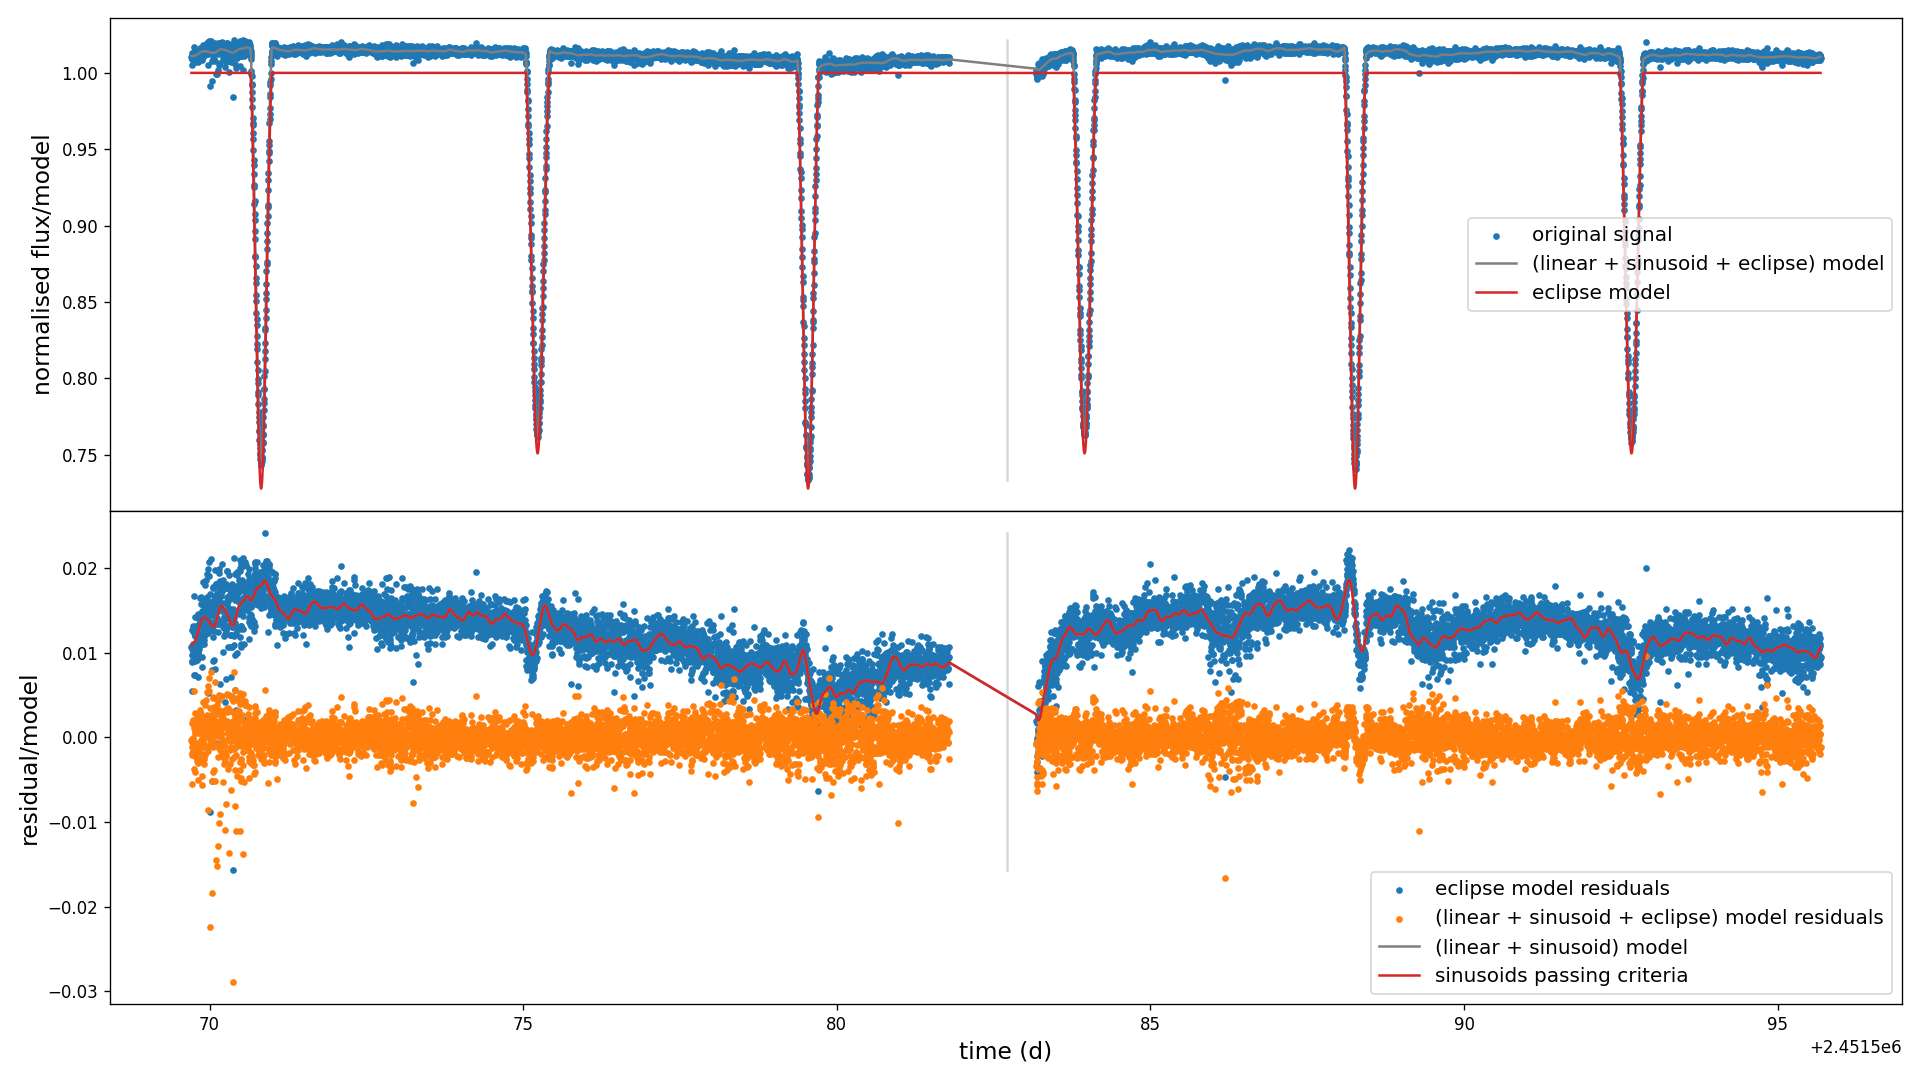 normalised flux/model
1.00
0.95
0.90
0.85
0.80
0.75
original signal
(linear + sinusoid + eclipse) model
eclipse model
residual/model
0.02
0.01
0.00
−0.01
−0.02
−0.03
eclipse model residuals
(linear + sinusoid + eclipse) model residuals
(linear + sinusoid) model
sinusoids passing criteria
70 75 80 85 90 95
time (d)
+2.4515e6